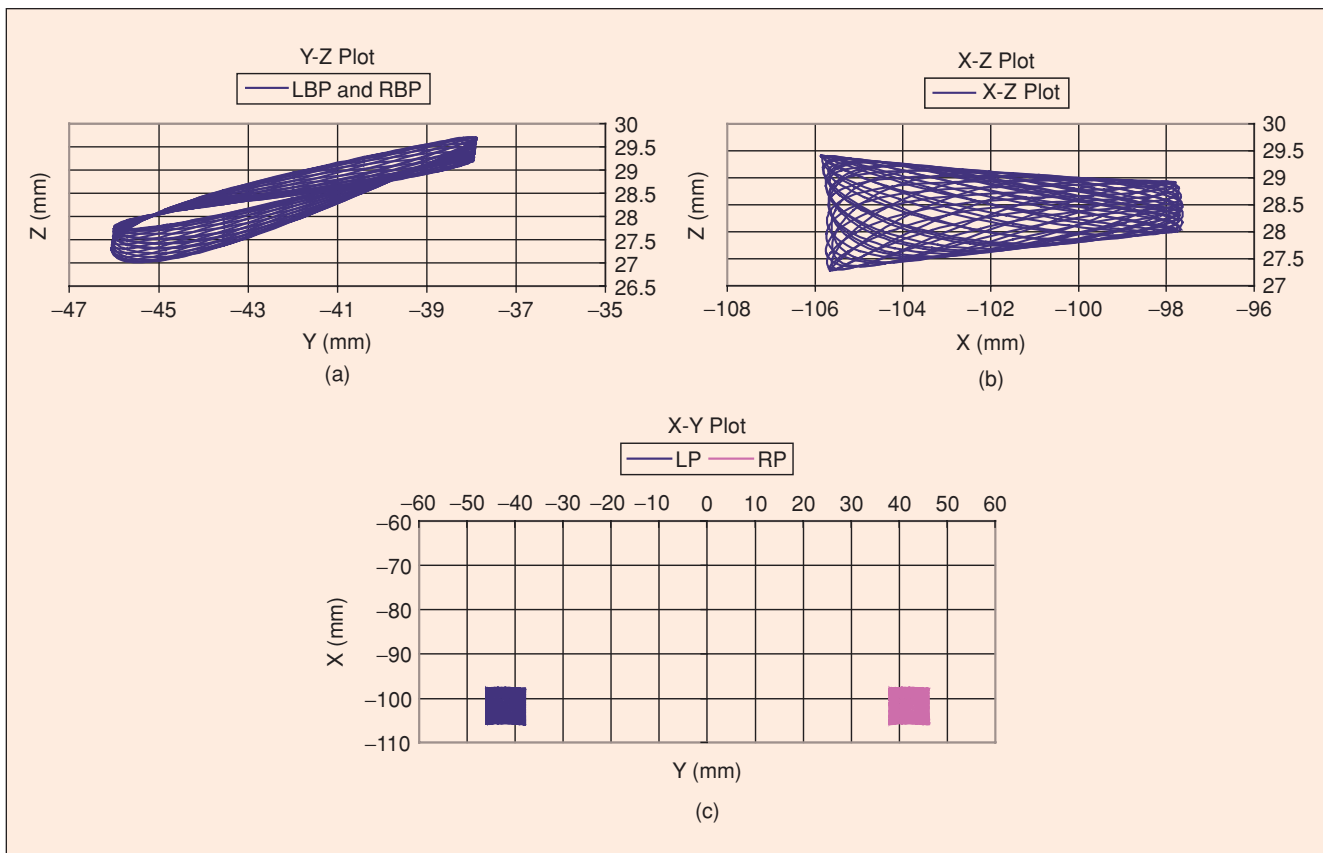 Y-Z Plot
LBP and RBP
30
29.5
29
28.5
28
27.5
27
26.5
Z (mm)
−47 −45 −43 −41 −39 −37 −35
Y (mm)
(a)
X-Z Plot
X-Z Plot
30
29.5
29
28.5
28
27.5
27
Z (mm)
−108 −106 −104 −102 −100 −98 −96
X (mm)
(b)
X-Y Plot
LP RP
−60 −50 −40 −30 −20 −10 0 10 20 30 40 50 60
−60
−70
−80
−90
−100
−110
X (mm)
Y (mm)
(c)